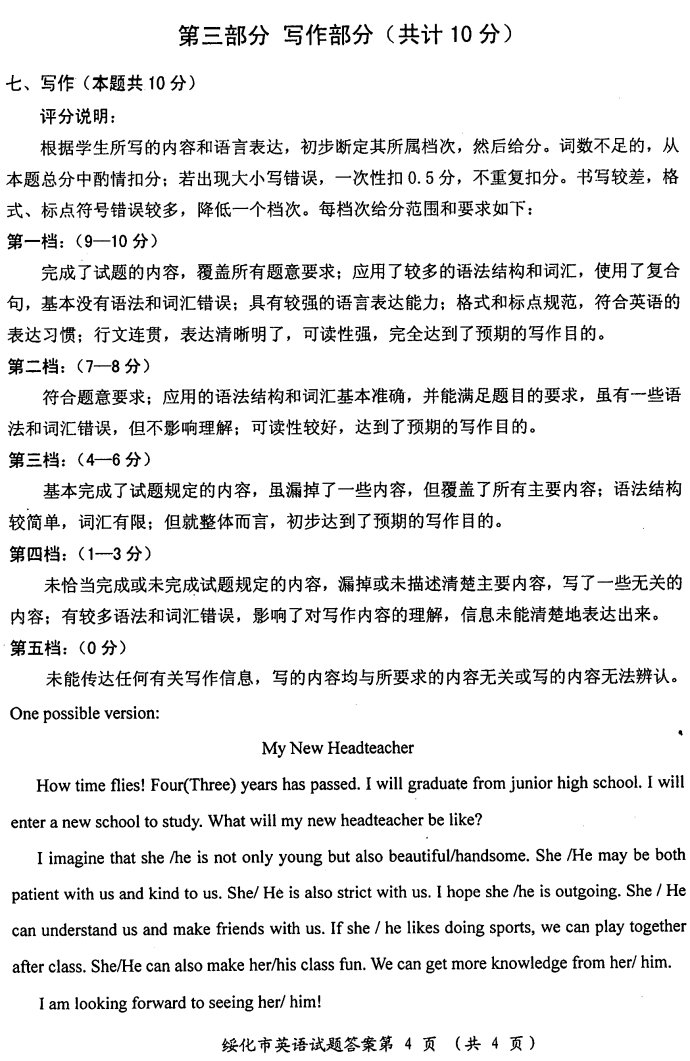 第三部分 写作部分（共计10分）
七、写作（本题共10分）
评分说明：
根据学生所写的内容和语言表达，初步断定其所属档次，然后给分。词数不足的，从
本题总分中酌情扣分；若出现大小写错误，一次性扣0.5分，不重复扣分。书写较差，格
式、标点符号错误较多，降低一个档次。每档次给分范围和要求如下：
第一档：（9—10分）
完成了试题的内容，覆盖所有题意要求；应用了较多的语法结构和词汇，使用了复合
句，基本没有语法和词汇错误；具有较强的语言表达能力；格式和标点规范，符合英语的
表达习惯；行文连贯，表达清晰明了，可读性强，完全达到了预期的写作目的。
第二档：（7—8分）
符合题意要求；应用的语法结构和词汇基本准确，并能满足题目的要求，虽有一些语
法和词汇错误，但不影响理解；可读性较好，达到了预期的写作目的。
第三档：（4—6分）
基本完成了试题规定的内容，虽漏掉了一些内容，但覆盖了所有主要内容；语法结构
较简单，词汇有限；但就整体而言，初步达到了预期的写作目的。
第四档：（1—3分）
未恰当完成或未完成试题规定的内容，漏掉或未描述清楚主要内容，写了一些无关的
内容；有较多语法和词汇错误，影响了对写作内容的理解，信息未能清楚地表达出来。
第五档：（0分）
未能传达任何有关写作信息，写的内容均与所要求的内容无关或写的内容无法辨认。
One possible version:
My New Headteacher
How time flies! Four(Three) years has passed. I will graduate from junior high school. I will
enter a new school to study. What will my new headteacher be like?
I imagine that she /he is not only young but also beautiful/handsome. She /He may be both
patient with us and kind to us. She/ He is also strict with us. I hope she /he is outgoing. She / He
can understand us and make friends with us. If she / he likes doing sports, we can play together
after class. She/He can also make her/his class fun. We can get more knowledge from her/ him.
I am looking forward to seeing her/ him!
绥化市英语试题答案第 4 页 （共 4 页）